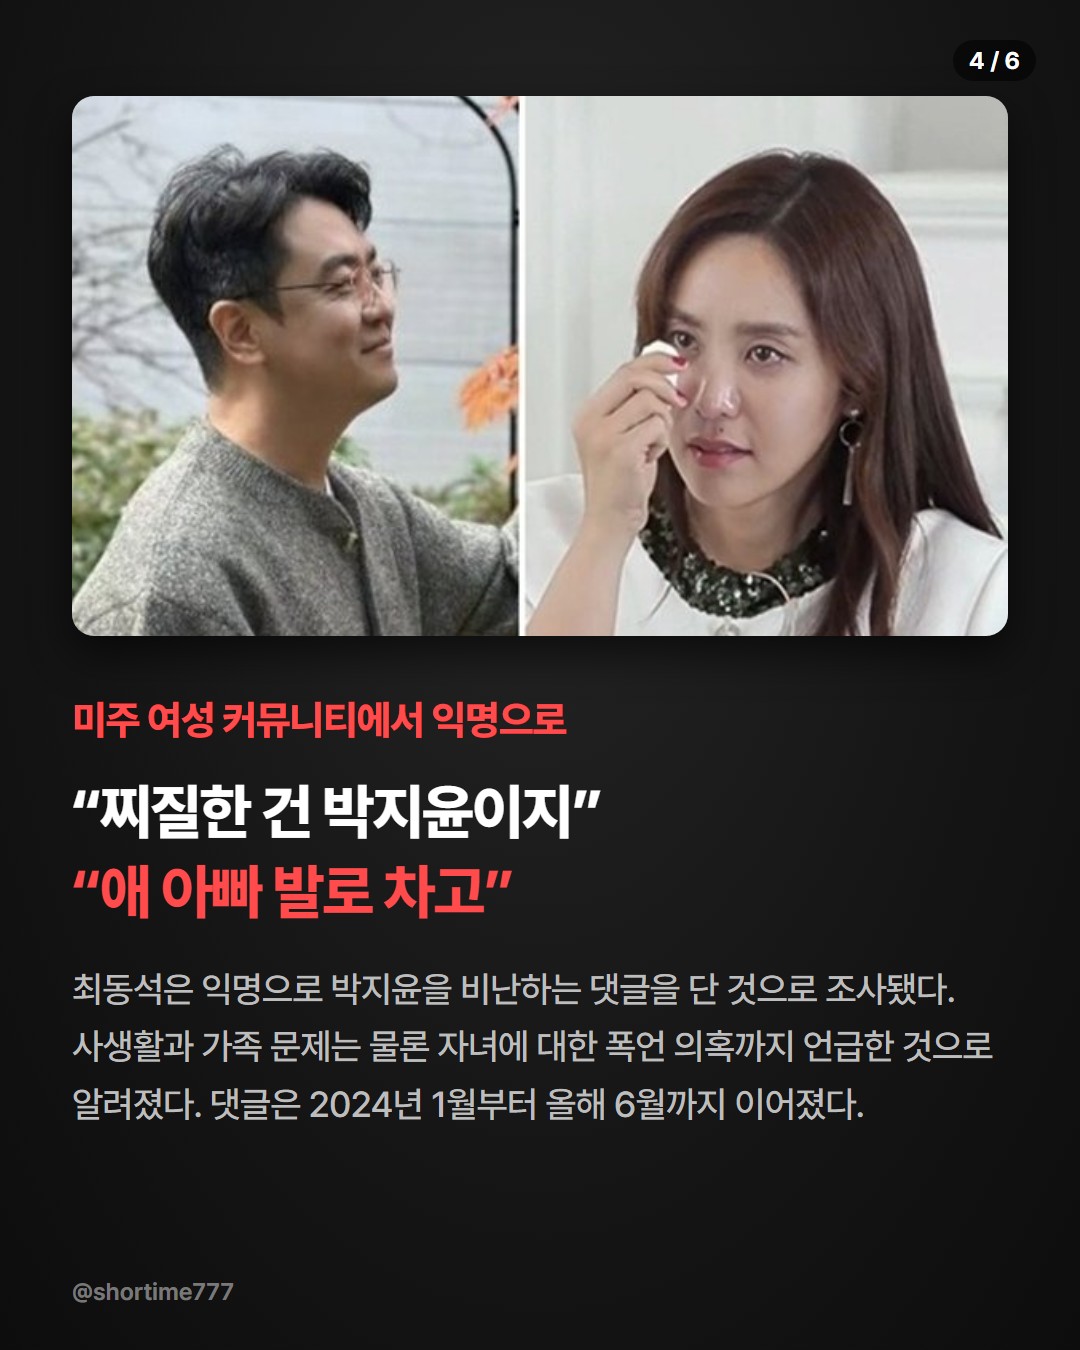 4 / 6
미주 여성 커뮤니티에서 익명으로
“찌질한 건 박지윤이지”
“애 아빠 발로 차고”
최동석은 익명으로 박지윤을 비난하는 댓글을 단 것으로 조사됐다.
사생활과 가족 문제는 물론 자녀에 대한 폭언 의혹까지 언급한 것으로
알려졌다. 댓글은 2024년 1월부터 올해 6월까지 이어졌다.
@shortime777